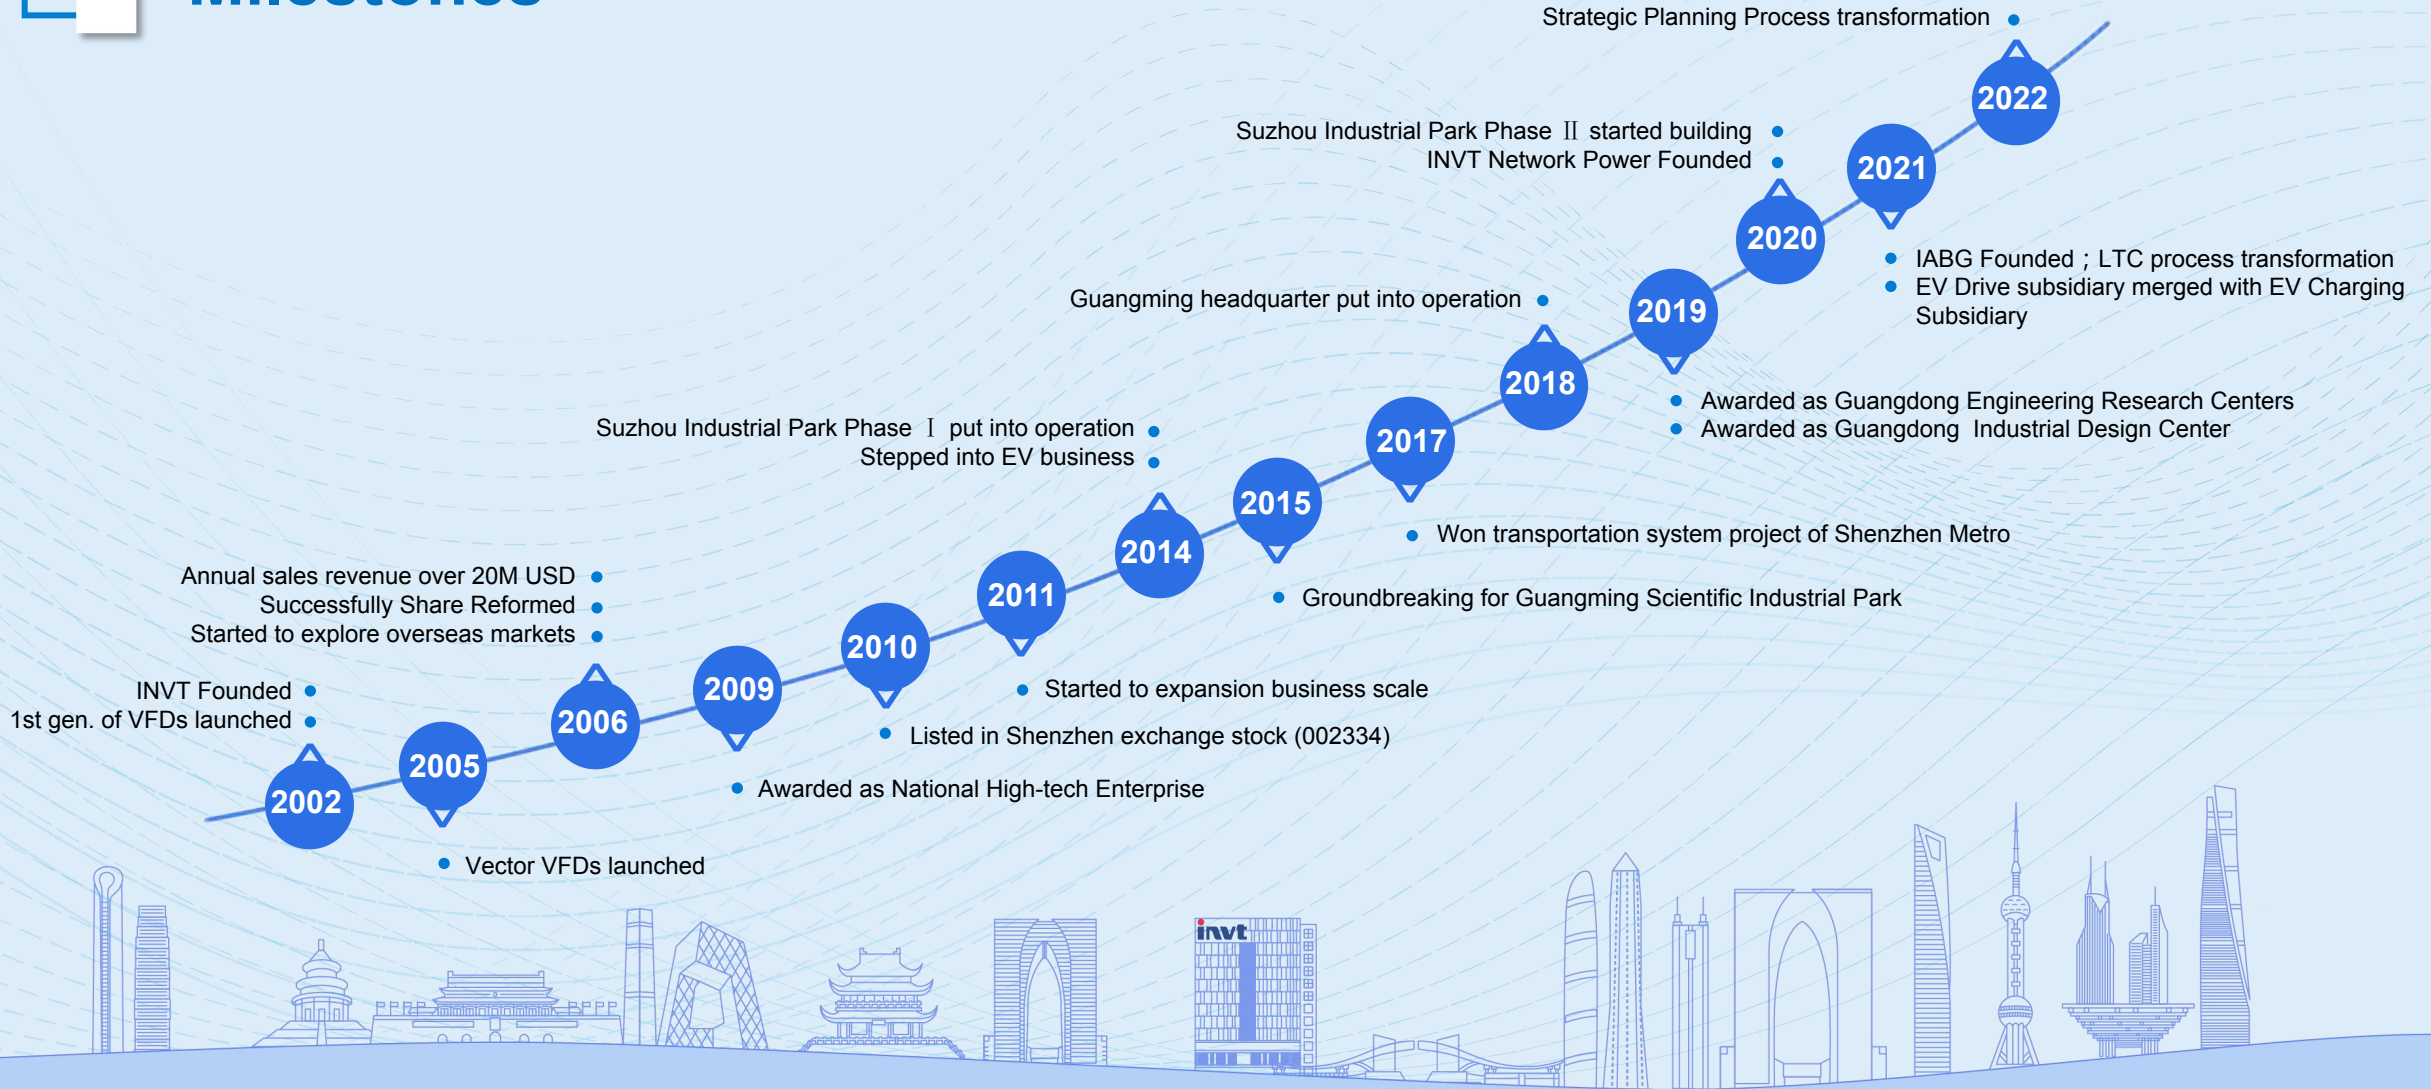 Milestones
Strategic Planning Process transformation
2022
Suzhou Industrial Park Phase Ⅱ started building
INVT Network Power Founded
2021
2020
IABG Founded；LTC process transformation
EV Drive subsidiary merged with EV Charging
Subsidiary
Guangming headquarter put into operation
2019
2018
Awarded as Guangdong Engineering Research Centers
Awarded as Guangdong Industrial Design Center
Suzhou Industrial Park Phase Ⅰ put into operation
Stepped into EV business
2017
2015
2014
Won transportation system project of Shenzhen Metro
Groundbreaking for Guangming Scientific Industrial Park
Annual sales revenue over 20M USD
Successfully Share Reformed
Started to explore overseas markets
2011
2010
2009
2006
Started to expansion business scale
Listed in Shenzhen exchange stock (002334)
Awarded as National High-tech Enterprise
INVT Founded
1st gen. of VFDs launched
2005
2002
Vector VFDs launched
invt